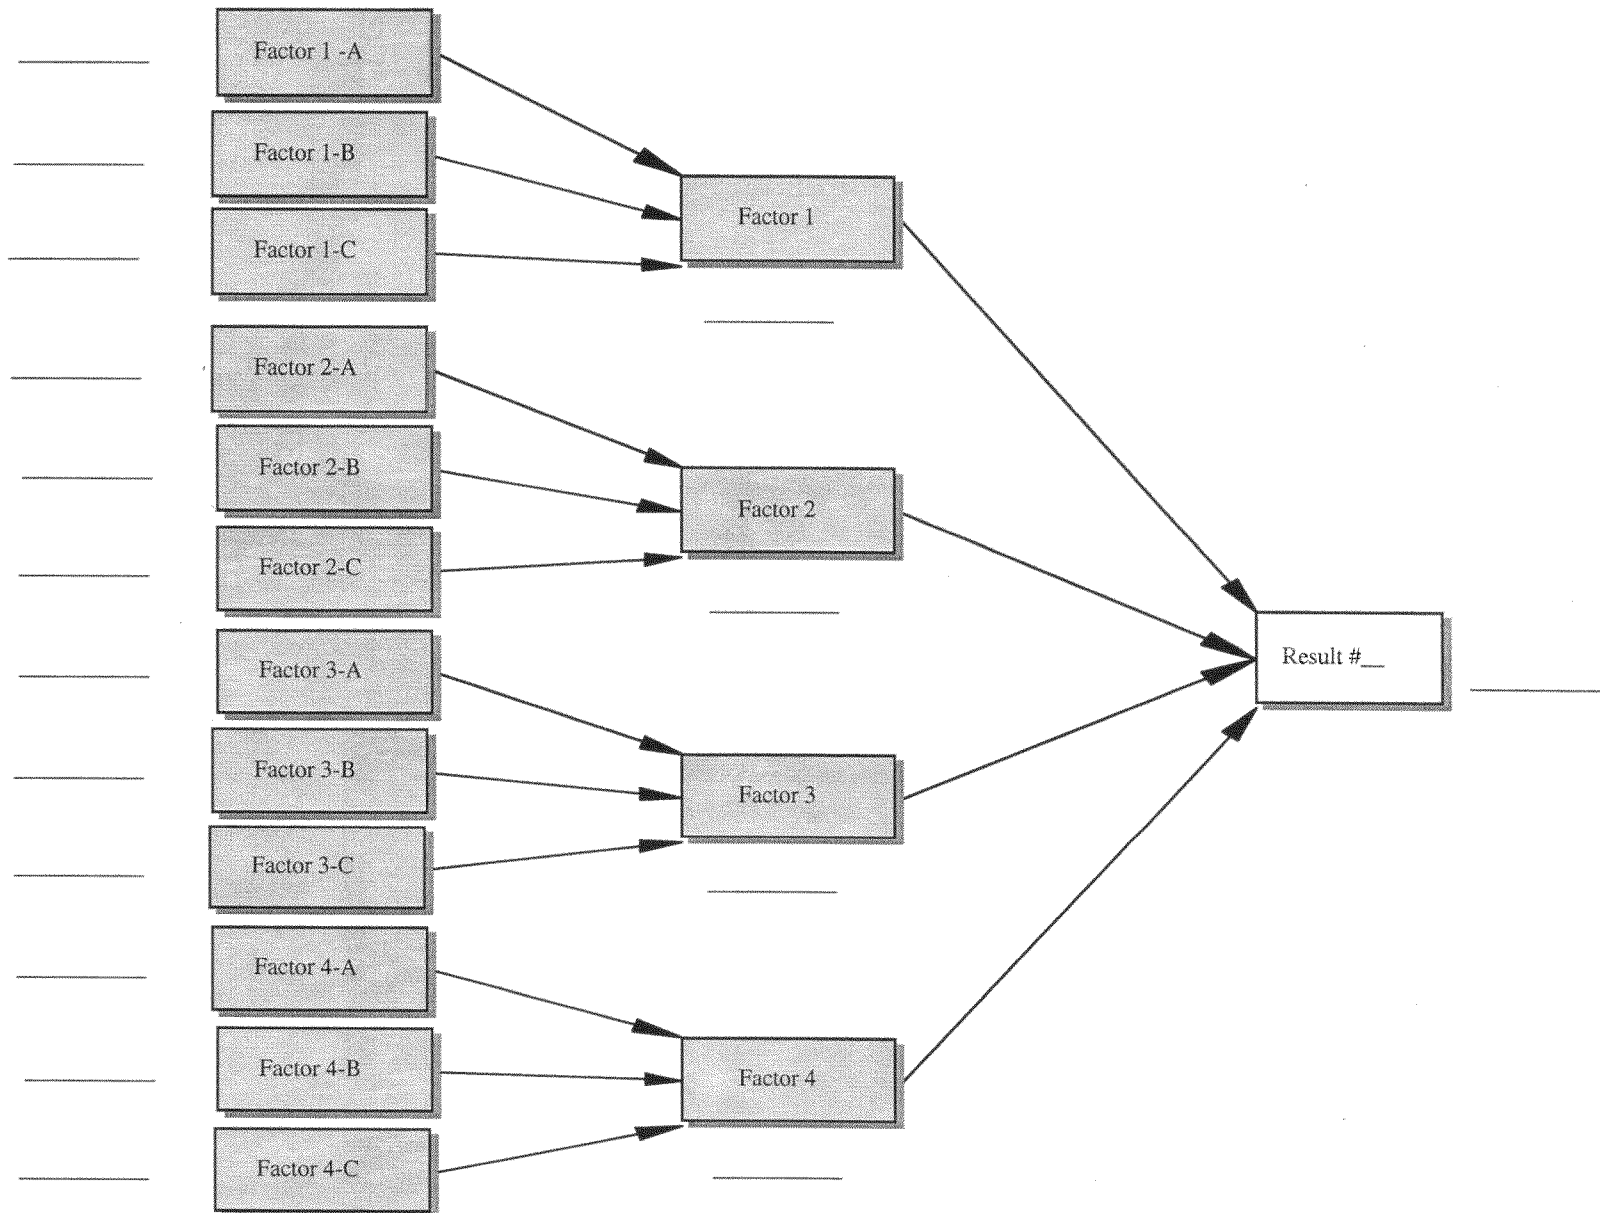 Factor 1 -A
Factor 1-B
Factor 1-C
Factor 2-A
Factor 2-B
Factor 2-C
Factor 3-A
Factor 3-B
Factor 3-C
Factor 4-A
Factor 4-B
Factor 4-C
Factor 1
Factor 2
Factor 3
Factor 4
Result #__